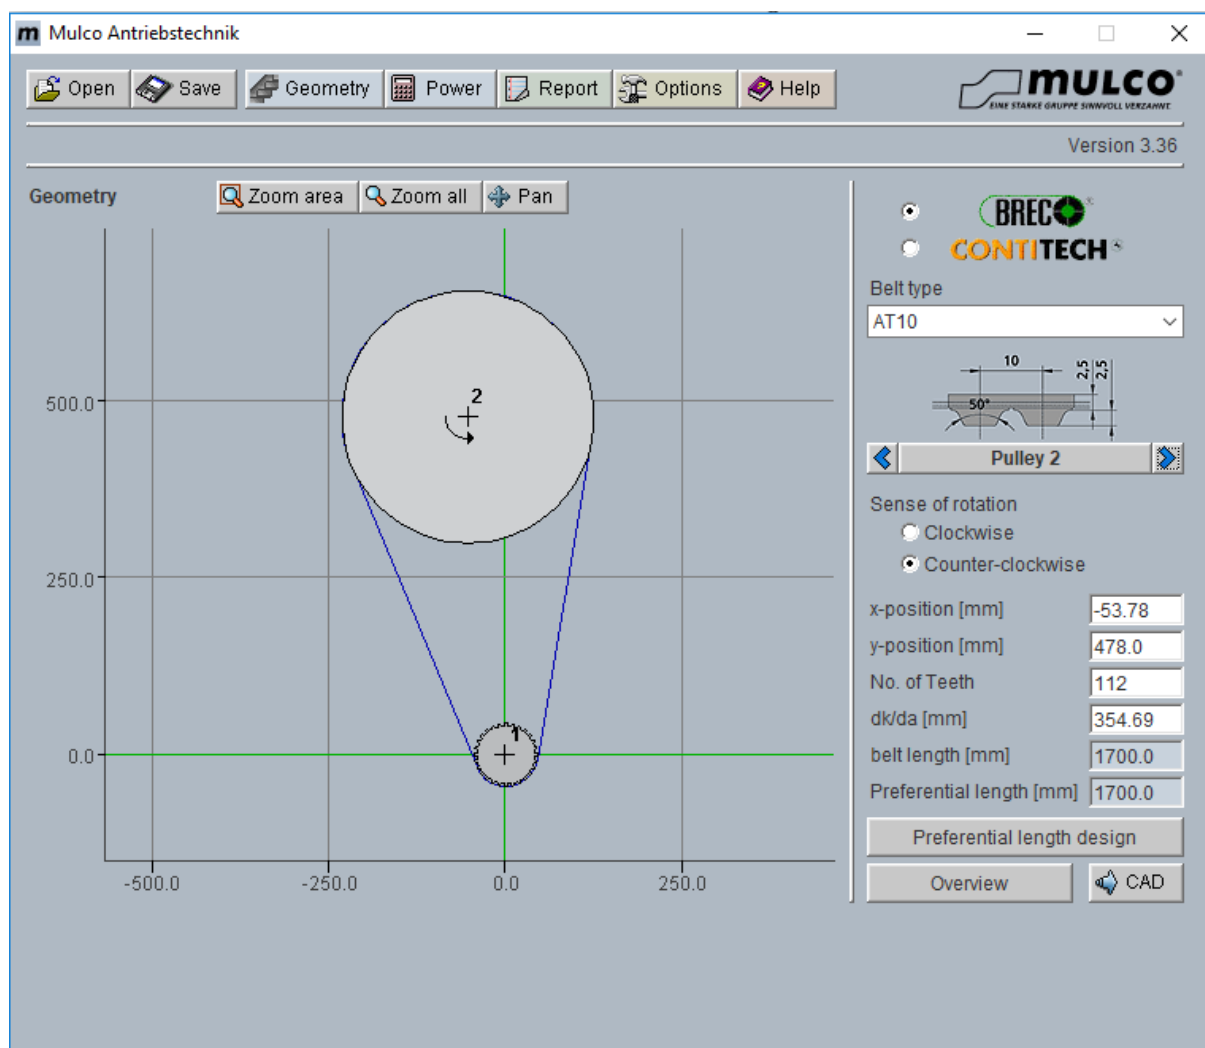 m Mulco Antriebstechnik
Open Save Geometry Power Report Options Help
MULCO
EINE STARKE GRUPPE SINNVOLL VERZAHNT.
Version 3.36
Geometry Zoom area Zoom all Pan
BRECO
CONTITECH
Belt type
AT10
10 2,5 2,5
50°
Pulley 2
Sense of rotation
Clockwise
Counter-clockwise
x-position [mm] -53.78
y-position [mm] 478.0
No. of Teeth 112
dk/da [mm] 354.69
belt length [mm] 1700.0
Preferential length [mm] 1700.0
Preferential length design
Overview CAD
500.0
250.0
0.0
2
1
-500.0 -250.0 0.0 250.0